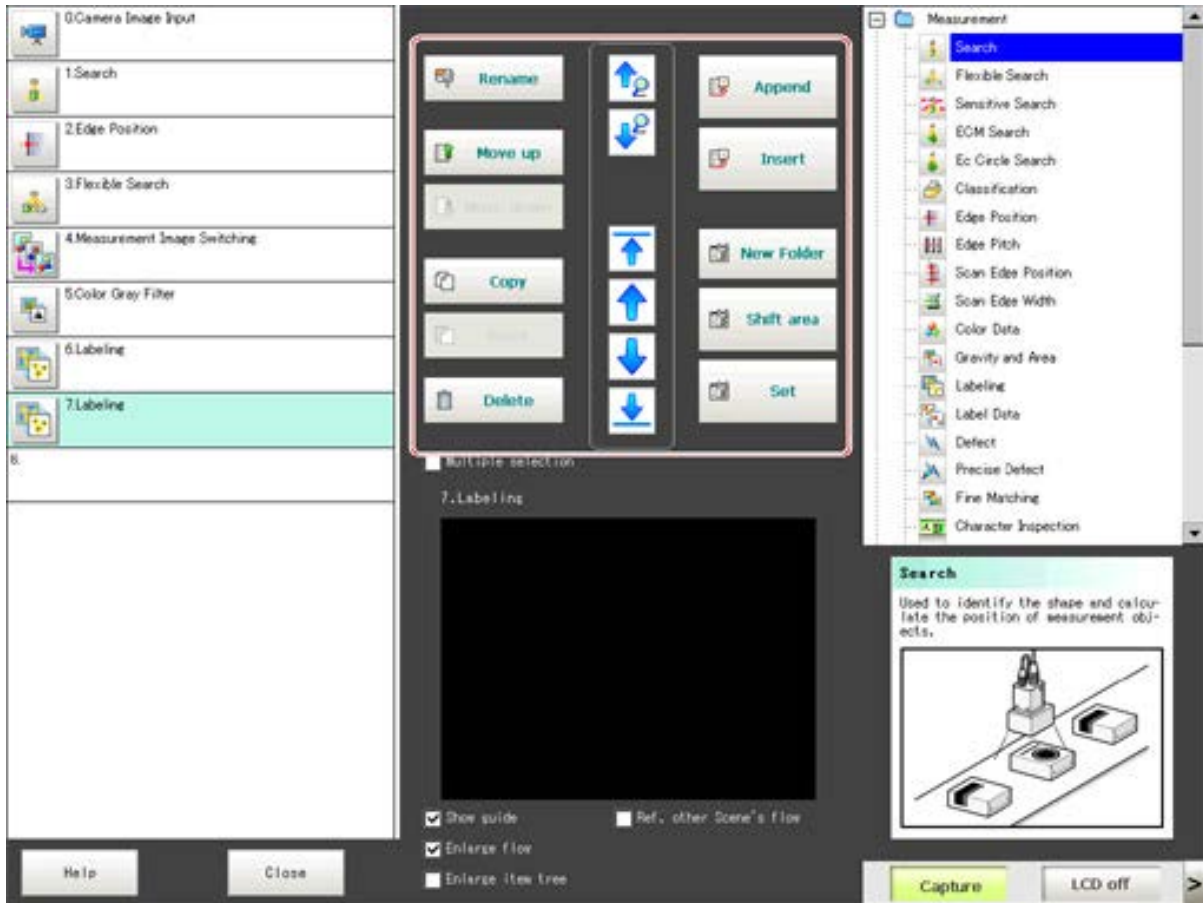 0.Camera Image Input
1.Search
2.Edge Position
3.Flexible Search
4.Measurement Image Switching
5.Color Gray Filter
6.Labeling
7.Labeling
8.
Rename
Move up
Copy
Delete
Append
Insert
New Folder
Shift area
Set
Multiple selection
7.Labeling
Show guide
Ref. other Scene's flow
Enlarge flow
Enlarge item tree
Help
Close
Measurement
Search
Flexible Search
Sensitive Search
ECM Search
Ec Circle Search
Classification
Edge Position
Edge Pitch
Scan Edge Position
Scan Edge Width
Color Data
Gravity and Area
Labeling
Label Data
Defect
Precise Defect
Fine Matching
Character Inspection
Search
Used to identify the shape and calcu-
late the position of measurement obj-
ects.
Capture
LCD off
>